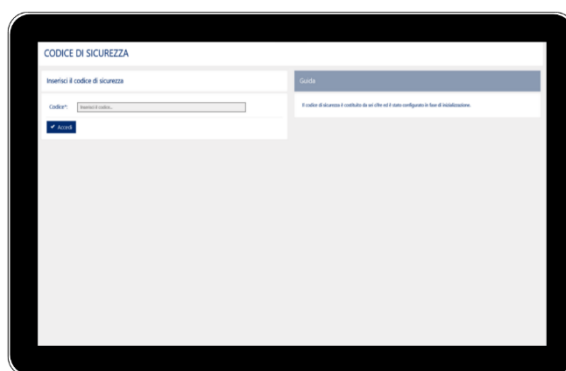 CODICE DI SICUREZZA
Inserisci il codice di sicurezza
Guida
Codice*:
Inserisci il codice...
Il codice di sicurezza è costituito da sei cifre ed è stato configurato in fase di inizializzazione.
Accedi